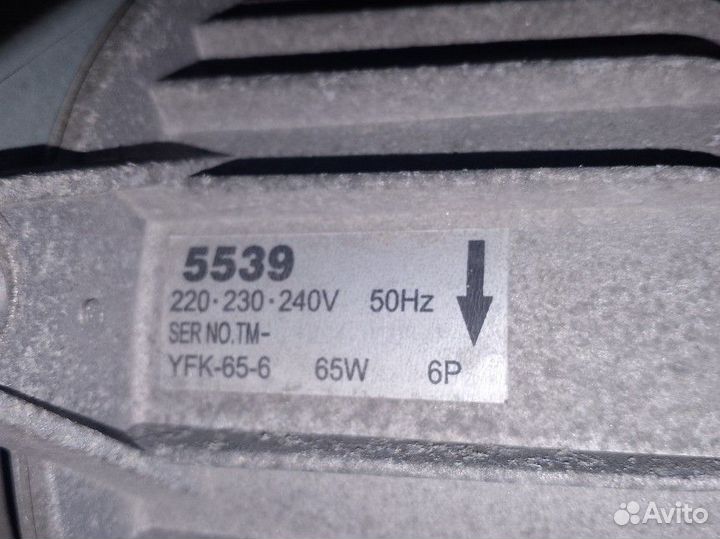 5539
220·230·240V 50Hz
SER NO.TM-
YFK-65-6 65W 6P
Avito